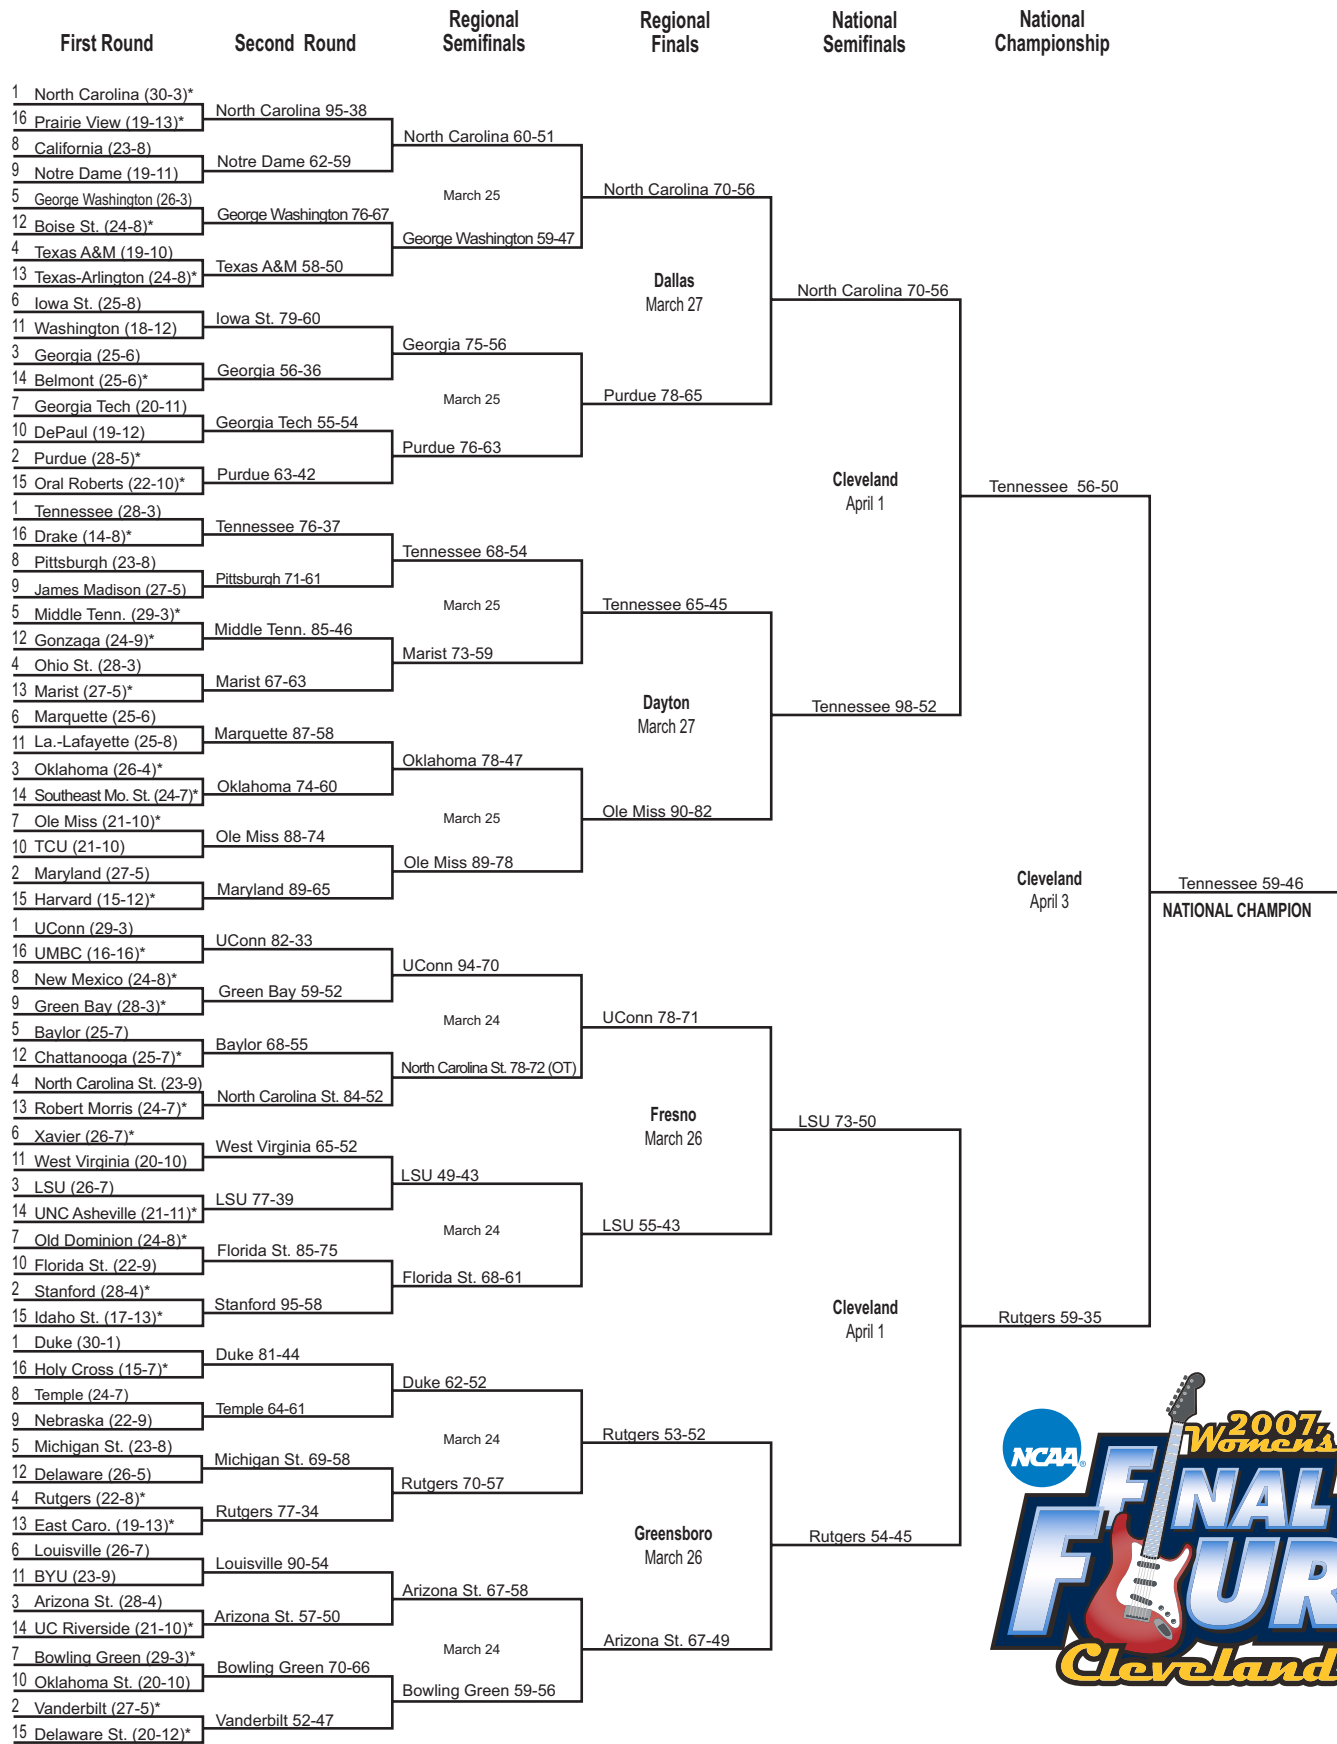 First Round
Second Round
Regional
Semifinals
Regional
Finals
National
Semifinals
National
Championship
1 North Carolina (30-3)*
16 Prairie View (19-13)*
8 California (23-8)
9 Notre Dame (19-11)
5 George Washington (26-3)
12 Boise St. (24-8)*
4 Texas A&M (19-10)
13 Texas-Arlington (24-8)*
6 Iowa St. (25-8)
11 Washington (18-12)
3 Georgia (25-6)
14 Belmont (25-6)*
7 Georgia Tech (20-11)
10 DePaul (19-12)
2 Purdue (28-5)*
15 Oral Roberts (22-10)*
1 Tennessee (28-3)
16 Drake (14-8)*
8 Pittsburgh (23-8)
9 James Madison (27-5)
5 Middle Tenn. (29-3)*
12 Gonzaga (24-9)*
4 Ohio St. (28-3)
13 Marist (27-5)*
6 Marquette (25-6)
11 La.-Lafayette (25-8)
3 Oklahoma (26-4)*
14 Southeast Mo. St. (24-7)*
7 Ole Miss (21-10)*
10 TCU (21-10)
2 Maryland (27-5)
15 Harvard (15-12)*
1 UConn (29-3)
16 UMBC (16-16)*
8 New Mexico (24-8)*
9 Green Bay (28-3)*
5 Baylor (25-7)
12 Chattanooga (25-7)*
4 North Carolina St. (23-9)
13 Robert Morris (24-7)*
6 Xavier (26-7)*
11 West Virginia (20-10)
3 LSU (26-7)
14 UNC Asheville (21-11)*
7 Old Dominion (24-8)*
10 Florida St. (22-9)
2 Stanford (28-4)*
15 Idaho St. (17-13)*
1 Duke (30-1)
16 Holy Cross (15-7)*
8 Temple (24-7)
9 Nebraska (22-9)
5 Michigan St. (23-8)
12 Delaware (26-5)
4 Rutgers (22-8)*
13 East Caro. (19-13)*
6 Louisville (26-7)
11 BYU (23-9)
3 Arizona St. (28-4)
14 UC Riverside (21-10)*
7 Bowling Green (29-3)*
10 Oklahoma St. (20-10)
2 Vanderbilt (27-5)*
15 Delaware St. (20-12)*
North Carolina 95-38
Notre Dame 62-59
George Washington 76-67
Texas A&M 58-50
Iowa St. 79-60
Georgia 56-36
Georgia Tech 55-54
Purdue 63-42
Tennessee 76-37
Pittsburgh 71-61
Middle Tenn. 85-46
Marist 67-63
Marquette 87-58
Oklahoma 74-60
Ole Miss 88-74
Maryland 89-65
UConn 82-33
Green Bay 59-52
Baylor 68-55
North Carolina St. 84-52
West Virginia 65-52
LSU 77-39
Florida St. 85-75
Stanford 95-58
Duke 81-44
Temple 64-61
Michigan St. 69-58
Rutgers 77-34
Louisville 90-54
Arizona St. 57-50
Bowling Green 70-66
Vanderbilt 52-47
North Carolina 60-51
March 25
George Washington 59-47
Georgia 75-56
March 25
Purdue 76-63
Tennessee 68-54
March 25
Marist 73-59
Oklahoma 78-47
March 25
Ole Miss 89-78
UConn 94-70
March 24
North Carolina St. 78-72 (OT)
LSU 49-43
March 24
Florida St. 68-61
Duke 62-52
March 24
Rutgers 70-57
Arizona St. 67-58
March 24
Bowling Green 59-56
North Carolina 70-56
Dallas
March 27
Purdue 78-65
Tennessee 65-45
Dayton
March 27
Ole Miss 90-82
UConn 78-71
Fresno
March 26
LSU 55-43
Rutgers 53-52
Greensboro
March 26
Arizona St. 67-49
North Carolina 70-56
Cleveland
April 1
Tennessee 98-52
LSU 73-50
Cleveland
April 1
Rutgers 54-45
Tennessee 56-50
Cleveland
April 3
Rutgers 59-35
Tennessee 59-46
NATIONAL CHAMPION
NCAA®
2007
Womens
FINAL
FOUR
Cleveland